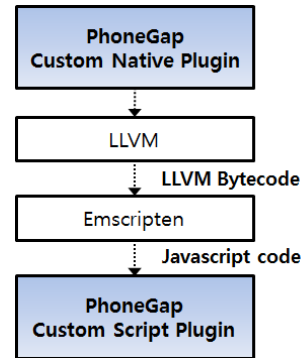 PhoneGap
Custom Native Plugin
LLVM
LLVM Bytecode
Emscripten
Javascript code
PhoneGap
Custom Script Plugin